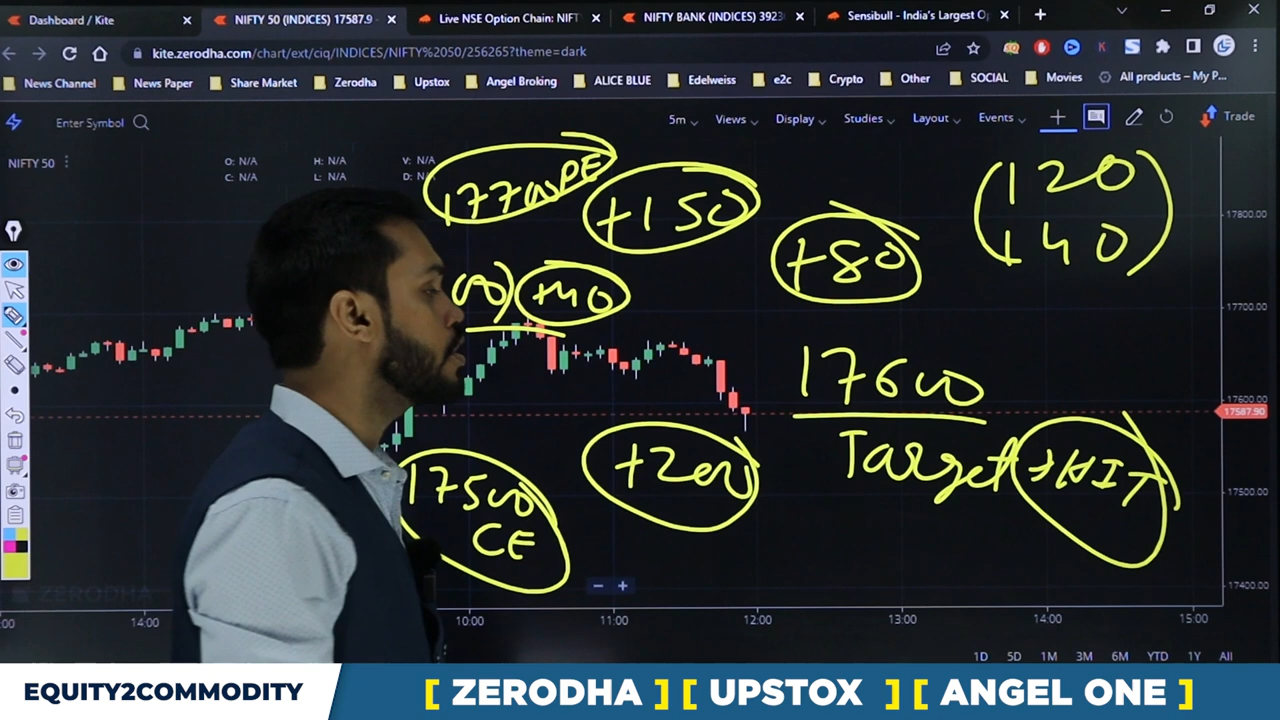 Dashboard / Kite
NIFTY 50 (INDICES) 17587.9
Live NSE Option Chain: NIFT
NIFTY BANK (INDICES) 3923
Sensibull - India's Largest O
kite.zerodha.com/chart/ext/ciq/INDICES/NIFTY%2050/256265?theme=dark
News Channel News Paper Share Market Zerodha Upstox Angel Broking ALICE BLUE Edelweiss e2c Crypto Other SOCIAL Movies All products – My P...
Enter Symbol 5m Views Display Studies Layout Events Trade
NIFTY 50 O: N/A H: N/A V: N/A
C: N/A L: N/A D: N/A
17700 PE
+150
+80
120
140
+40
17600
Target HIT
17500
CE
+200
17800.00
17700.00
17600.00
17587.90
17500.00
17400.00
ZERODHA
:00 14:00 10:00 11:00 12:00 13:00 14:00 15:00
1D 5D 1M 3M 6M YTD 1Y All
EQUITY2COMMODITY
[ ZERODHA ] [ UPSTOX ] [ ANGEL ONE ]